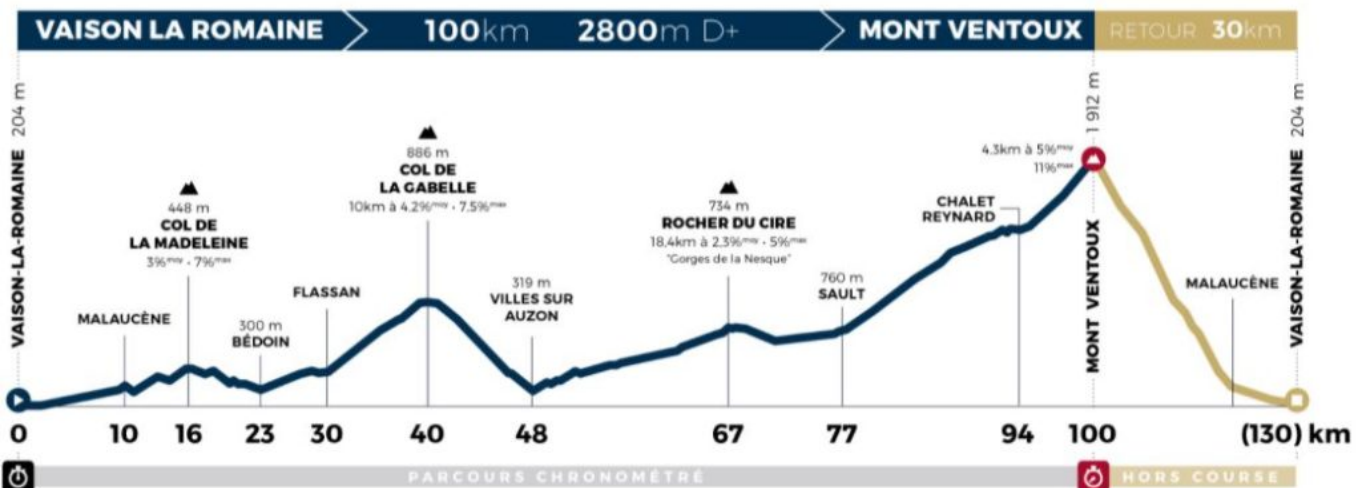 VAISON LA ROMAINE 100km 2800m D+ MONT VENTOUX RETOUR 30km
VAISON-LA-ROMAINE 204 m
MALAUCÈNE
448 m
COL DE
LA MADELEINE
3%moy - 7%max
300 m
BÉDOIN
FLASSAN
886 m
COL DE
LA GABELLE
10km à 4.2%moy - 7.5%max
319 m
VILLES SUR
AUZON
734 m
ROCHER DU CIRE
18.4km à 2.3%moy - 5%max
"Gorges de la Nesque"
760 m
SAULT
CHALET
REYNARD
4.3km à 5%moy
11%max
MONT VENTOUX 1 912 m
MALAUCÈNE
VAISON-LA-ROMAINE 204 m
0 10 16 23 30 40 48 67 77 94 100 (130) km
PARCOURS CHRONOMÉTRÉ HORS COURSE